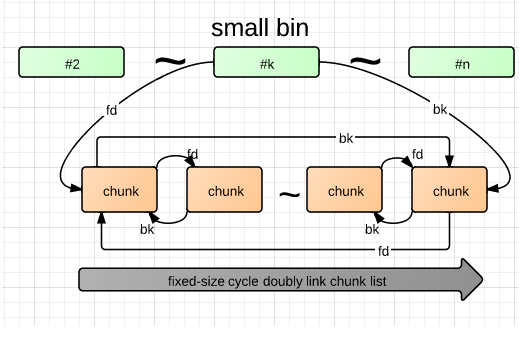 small bin
#2
~
#k
~
#n
fd
bk
bk
fd
fd
chunk
chunk
~
chunk
chunk
bk
bk
fd
fixed-size cycle doubly link chunk list